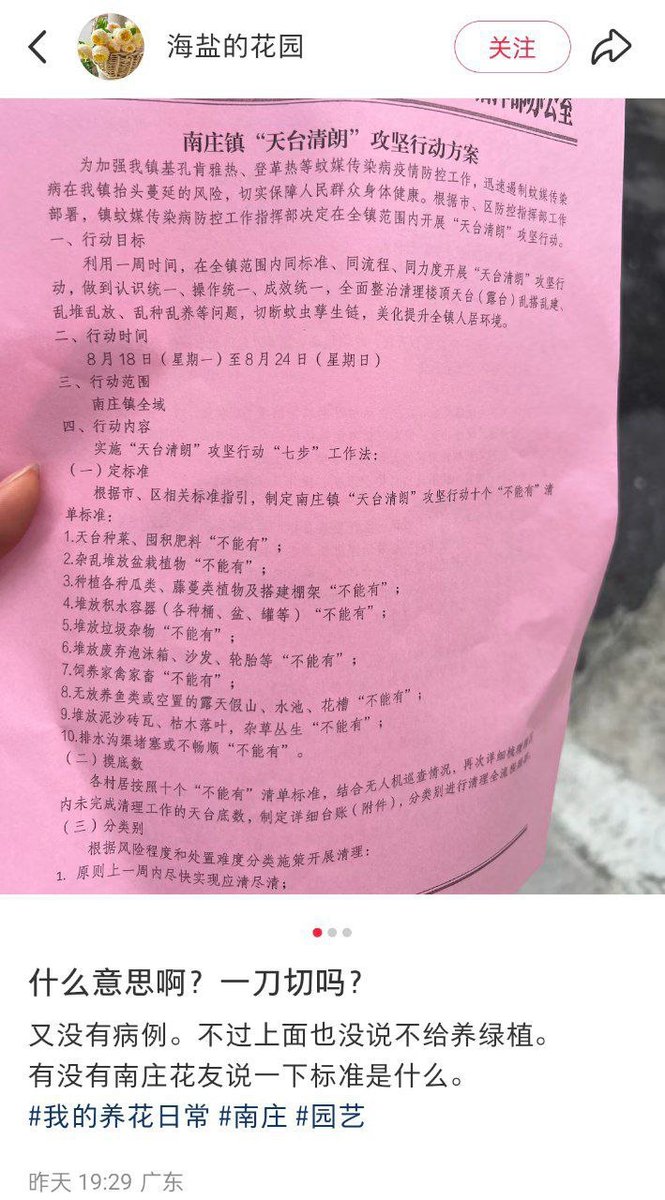 海盐的花园
关注
办公室
南庄镇“天台清朗”攻坚行动方案
为加强我镇基孔肯雅热、登革热等蚊媒传染病疫情防控工作，迅速遏制蚊媒传染
病在我镇抬头蔓延的风险，切实保障人民群众身体健康。根据市、区防控指挥部工作
部署，镇蚊媒传染病防控工作指挥部决定在全镇范围内开展“天台清朗”攻坚行动。
一、行动目标
利用一周时间，在全镇范围内同标准、同流程、同力度开展“天台清朗”攻坚行
动，做到认识统一、操作统一、成效统一，全面整治清理楼顶天台（露台）乱搭乱建、
乱堆乱放、乱种乱养等问题，切断蚊虫孳生链，美化提升全镇人居环境。
二、行动时间
8月18日（星期一）至8月24日（星期日）
三、行动范围
南庄镇全域
四、行动内容
实施“天台清朗”攻坚行动“七步”工作法：
（一）定标准
根据市、区相关标准指引，制定南庄镇“天台清朗”攻坚行动十个“不能有”清
单标准：
1.天台种菜、囤积肥料“不能有”；
2.杂乱堆放盆栽植物“不能有”；
3.种植各种瓜类、藤蔓类植物及搭建棚架“不能有”；
4.堆放积水容器（各种桶、盆、罐等）“不能有”；
5.堆放垃圾杂物“不能有”；
6.堆放废弃泡沫箱、沙发、轮胎等“不能有”；
7.饲养家禽家畜“不能有”；
8.无放养鱼类或空置的露天假山、水池、花槽“不能有”；
9.堆放泥沙砖瓦、枯木落叶，杂草丛生“不能有”；
10.排水沟渠堵塞或不畅顺“不能有”。
（二）摸底数
各村居按照十个“不能有”清单标准，结合无人机巡查情况，再次详细梳理
内未完成清理工作的天台底数，制定详细台账（附件），分类别进行清理全流程
（三）分类别
根据风险程度和处置难度分类施策开展清理：
1. 原则上一周内尽快实现应清尽清；
什么意思啊？一刀切吗？
又没有病例。不过上面也没说不给养绿植。
有没有南庄花友说一下标准是什么。
#我的养花日常 #南庄 #园艺
昨天 19:29 广东